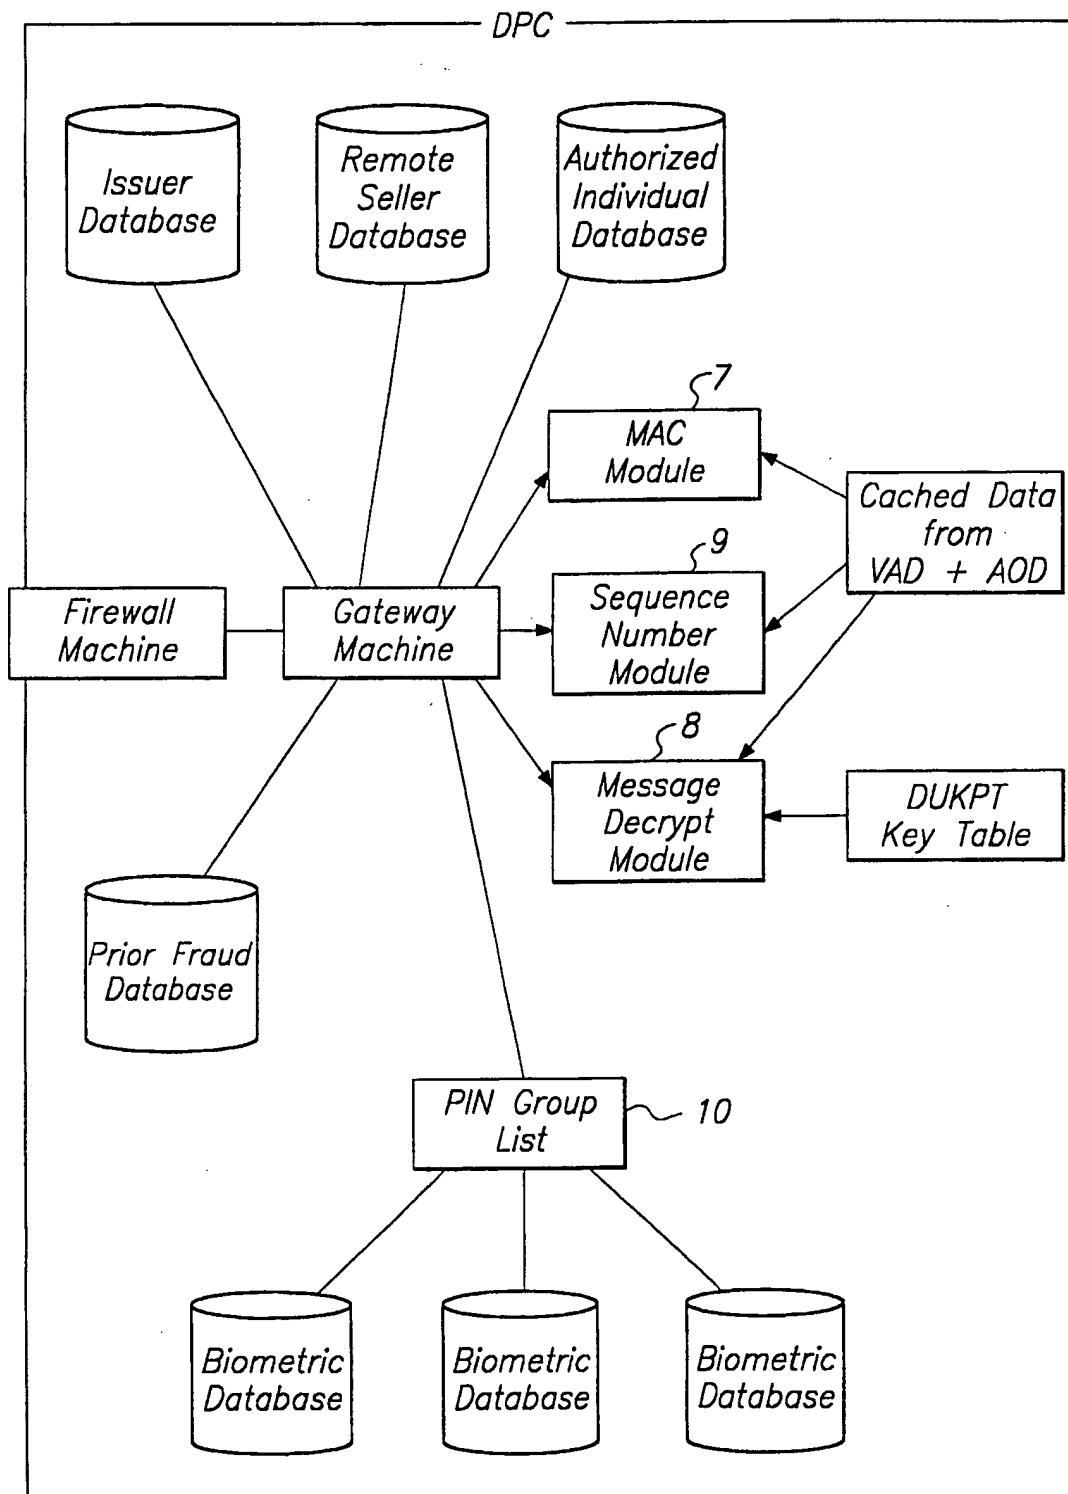 DPC
Issuer
Database
Remote
Seller
Database
Authorized
Individual
Database
7
MAC
Module
Cached Data
from
VAD + AOD
9
Sequence
Number
Module
Firewall
Machine
Gateway
Machine
8
Message
Decrypt
Module
DUKPT
Key Table
Prior Fraud
Database
PIN Group
List
10
Biometric
Database
Biometric
Database
Biometric
Database